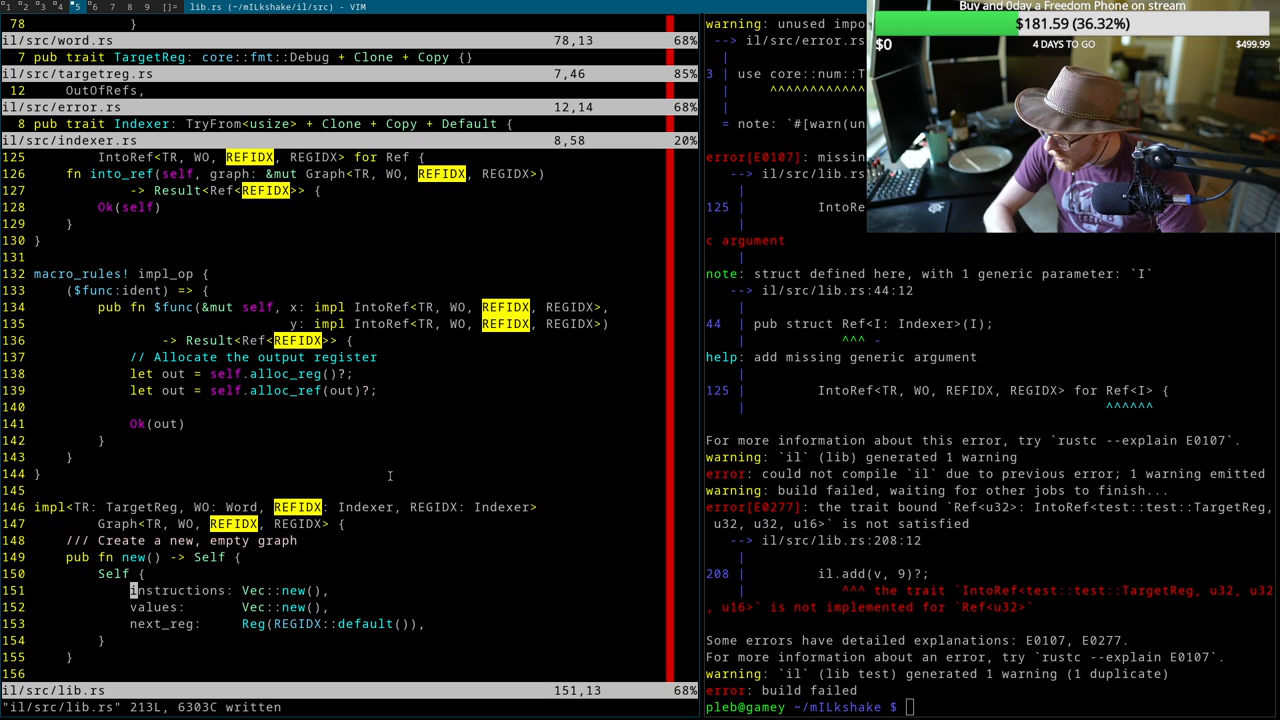 1 2 3 4 5 6 7 8 9 []= lib.rs (~/mILkshake/il/src) - VIM
78 }
il/src/word.rs 78,13 68%
7 pub trait TargetReg: core::fmt::Debug + Clone + Copy {}
il/src/targetreg.rs 7,46 85%
12 OutOfRefs,
il/src/error.rs 12,14 68%
8 pub trait Indexer: TryFrom<usize> + Clone + Copy + Default {
il/src/indexer.rs 8,58 20%
125 IntoRef<TR, WO, REFIDX, REGIDX> for Ref {
126 fn into_ref(self, graph: &mut Graph<TR, WO, REFIDX, REGIDX>)
127 -> Result<Ref<REFIDX>> {
128 Ok(self)
129 }
130 }
131
132 macro_rules! impl_op {
133 ($func:ident) => {
134 pub fn $func(&mut self, x: impl IntoRef<TR, WO, REFIDX, REGIDX>,
135 y: impl IntoRef<TR, WO, REFIDX, REGIDX>)
136 -> Result<Ref<REFIDX>> {
137 // Allocate the output register
138 let out = self.alloc_reg()?;
139 let out = self.alloc_ref(out)?;
140
141 Ok(out)
142 }
143 }
144 }
145
146 impl<TR: TargetReg, WO: Word, REFIDX: Indexer, REGIDX: Indexer>
147 Graph<TR, WO, REFIDX, REGIDX> {
148 /// Create a new, empty graph
149 pub fn new() -> Self {
150 Self {
151 instructions: Vec::new(),
152 values: Vec::new(),
153 next_reg: Reg(REGIDX::default()),
154 }
155 }
156
il/src/lib.rs 151,13 68%
"il/src/lib.rs" 213L, 6303C written
warning: unused impo
--> il/src/error.rs
|
3 | use core::num::T
| ^^^^^^^^^^^^
|
= note: `#[warn(un
error[E0107]: missin
--> il/src/lib.rs
|
125 | IntoRe
|
c argument
|
note: struct defined here, with 1 generic parameter: `I`
--> il/src/lib.rs:44:12
|
44 | pub struct Ref<I: Indexer>(I);
| ^^^ -
help: add missing generic argument
|
125 | IntoRef<TR, WO, REFIDX, REGIDX> for Ref<I> {
| ^^^^^^
For more information about this error, try `rustc --explain E0107`.
warning: `il` (lib) generated 1 warning
error: could not compile `il` due to previous error; 1 warning emitted
warning: build failed, waiting for other jobs to finish...
error[E0277]: the trait bound `Ref<u32>: IntoRef<test::test::TargetReg,
u32, u32, u16>` is not satisfied
--> il/src/lib.rs:208:12
|
208 | il.add(v, 9)?;
| ^^^ the trait `IntoRef<test::test::TargetReg, u32, u32
, u16>` is not implemented for `Ref<u32>`
Some errors have detailed explanations: E0107, E0277.
For more information about an error, try `rustc --explain E0107`.
warning: `il` (lib test) generated 1 warning (1 duplicate)
error: build failed
pleb@gamey ~/mILkshake $
Buy and 0day a Freedom Phone on stream
$181.59 (36.32%)
$0 4 DAYS TO GO $499.99